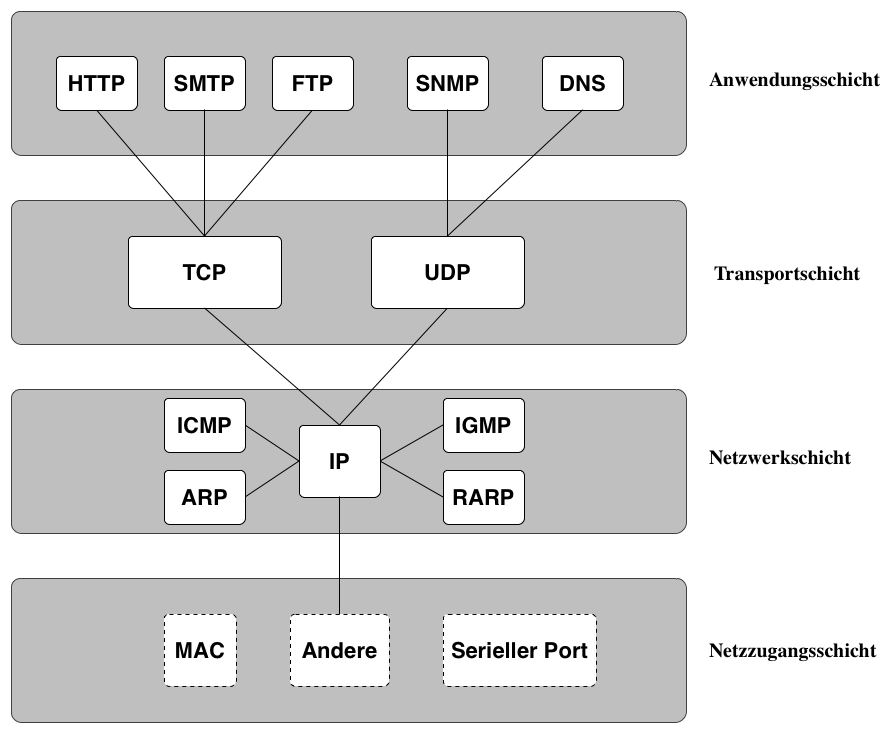 HTTP SMTP FTP SNMP DNS Anwendungsschicht
TCP UDP Transportschicht
ICMP IGMP
IP Netzwerkschicht
ARP RARP
MAC Andere Serieller Port Netzzugangsschicht